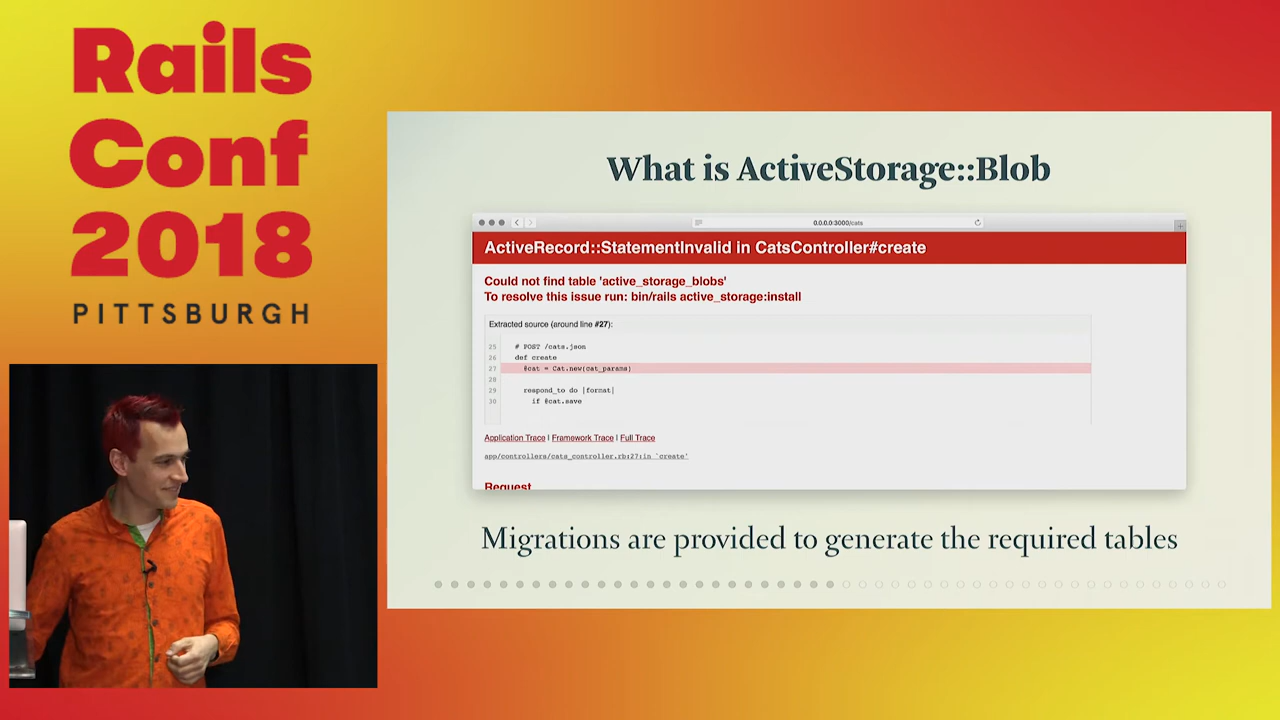 Rails
Conf
2018
PITTSBURGH
What is ActiveStorage::Blob
0.0.0.0:3000/cats
ActiveRecord::StatementInvalid in CatsController#create
Could not find table 'active_storage_blobs'
To resolve this issue run: bin/rails active_storage:install
Extracted source (around line #27):
25 # POST /cats.json
26 def create
27 @cat = Cat.new(cat_params)
28
29 respond_to do |format|
30 if @cat.save
Application Trace | Framework Trace | Full Trace
app/controllers/cats_controller.rb:27:in `create'
Request
Migrations are provided to generate the required tables